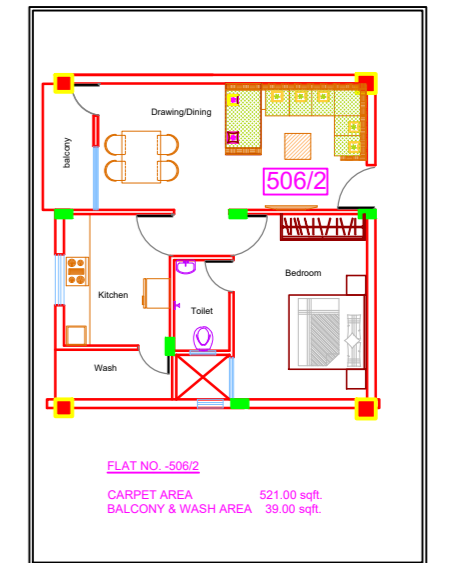 Drawing/Dining
balcony
506/2
Bedroom
Kitchen
Toilet
Wash
FLAT NO. -506/2
CARPET AREA 521.00 sqft.
BALCONY & WASH AREA 39.00 sqft.